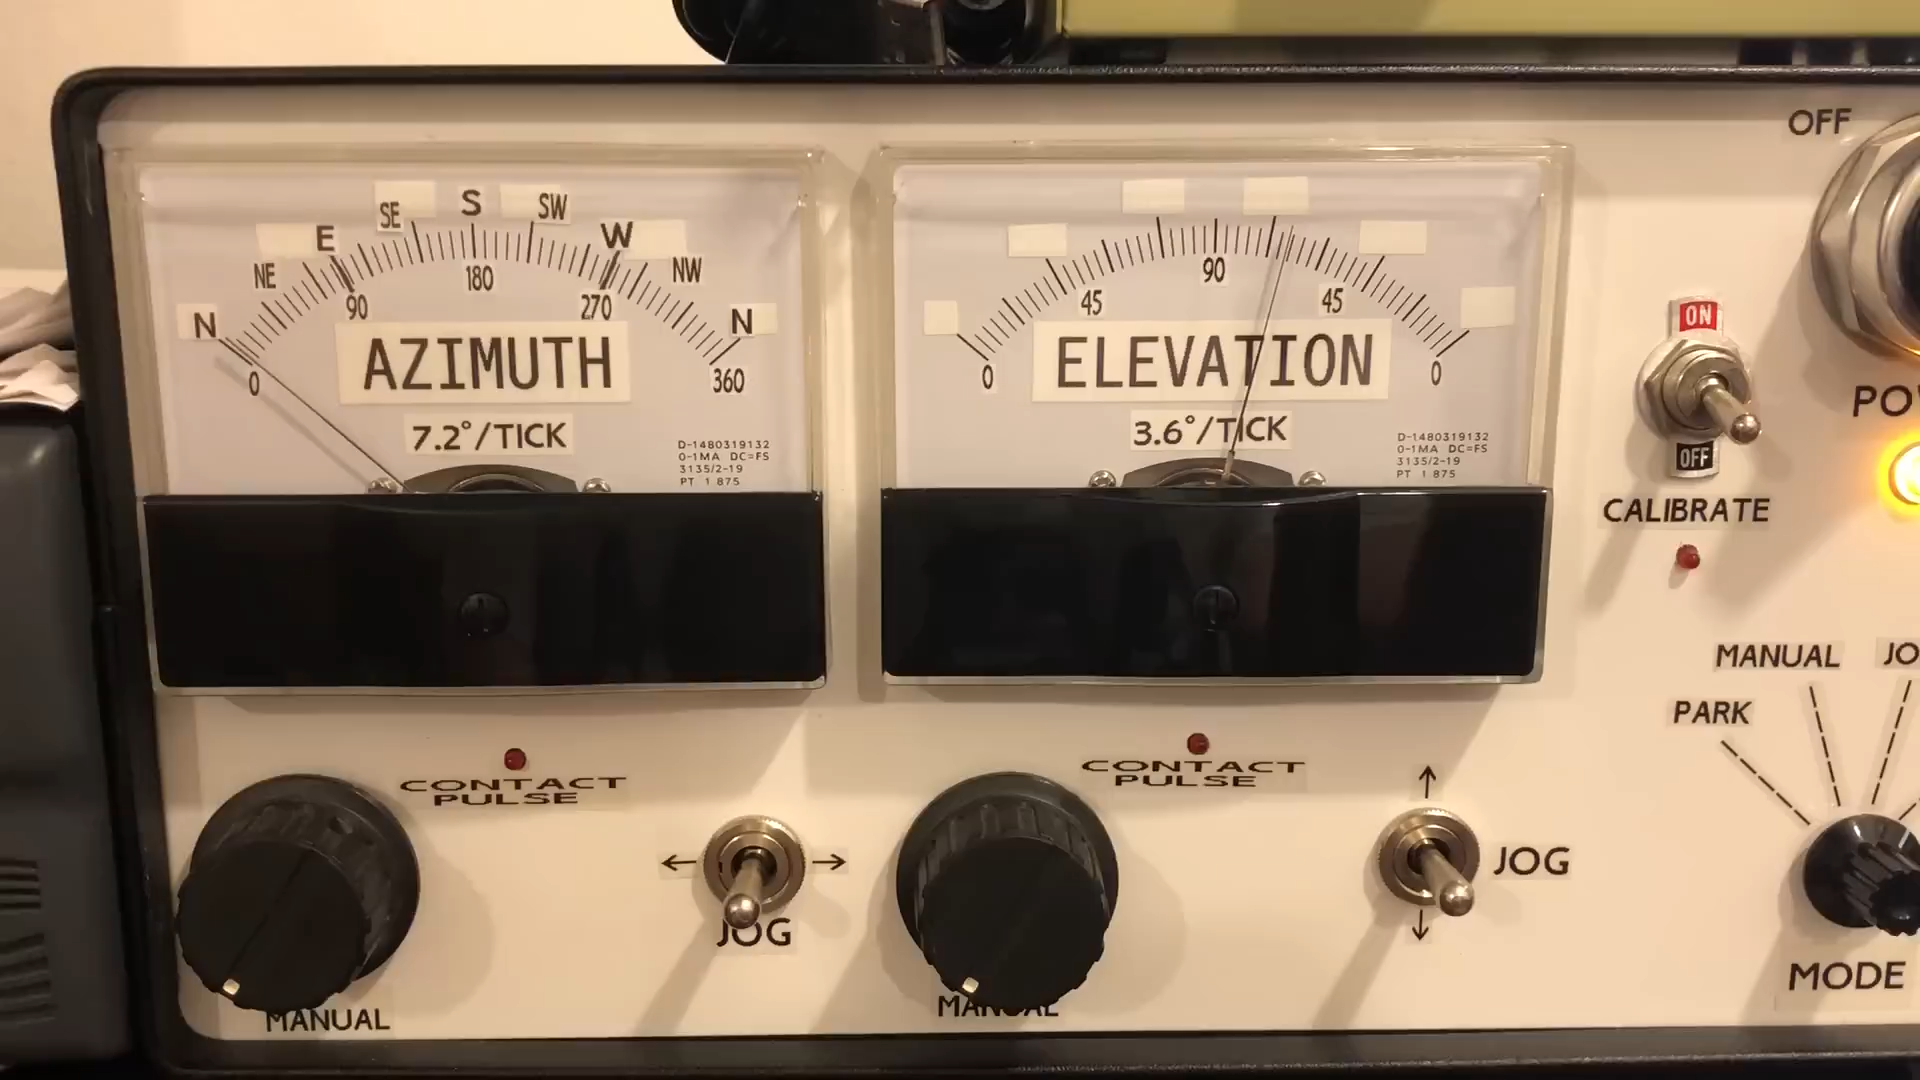 OFF
SE
S
SW
E
W
NE
NW
N
180
90
270
N
0
360
AZIMUTH
7.2°/TICK
D-1480319132
0-1MA DC=FS
3135/2-19
PT 1 875
90
45
45
0
0
ELEVATION
3.6°/TICK
D-1480319132
0-1MA DC=FS
3135/2-19
PT 1 875
ON
OFF
CALIBRATE
PO
MANUAL
JO
PARK
CONTACT
PULSE
JOG
MANUAL
CONTACT
PULSE
JOG
MANUAL
MODE